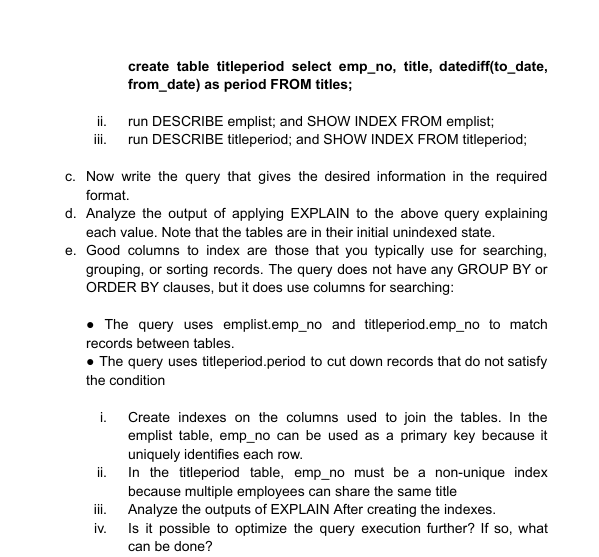 create table titleperiod select emp_no, title, datediff(to_date,
from_date) as period FROM titles;
ii. run DESCRIBE emplist; and SHOW INDEX FROM emplist;
iii. run DESCRIBE titleperiod; and SHOW INDEX FROM titleperiod;
c. Now write the query that gives the desired information in the required
format.
d. Analyze the output of applying EXPLAIN to the above query explaining
each value. Note that the tables are in their initial unindexed state.
e. Good columns to index are those that you typically use for searching,
grouping, or sorting records. The query does not have any GROUP BY or
ORDER BY clauses, but it does use columns for searching:
● The query uses emplist.emp_no and titleperiod.emp_no to match
records between tables.
● The query uses titleperiod.period to cut down records that do not satisfy
the condition
i. Create indexes on the columns used to join the tables. In the
emplist table, emp_no can be used as a primary key because it
uniquely identifies each row.
ii. In the titleperiod table, emp_no must be a non-unique index
because multiple employees can share the same title
iii. Analyze the outputs of EXPLAIN After creating the indexes.
iv. Is it possible to optimize the query execution further? If so, what
can be done?